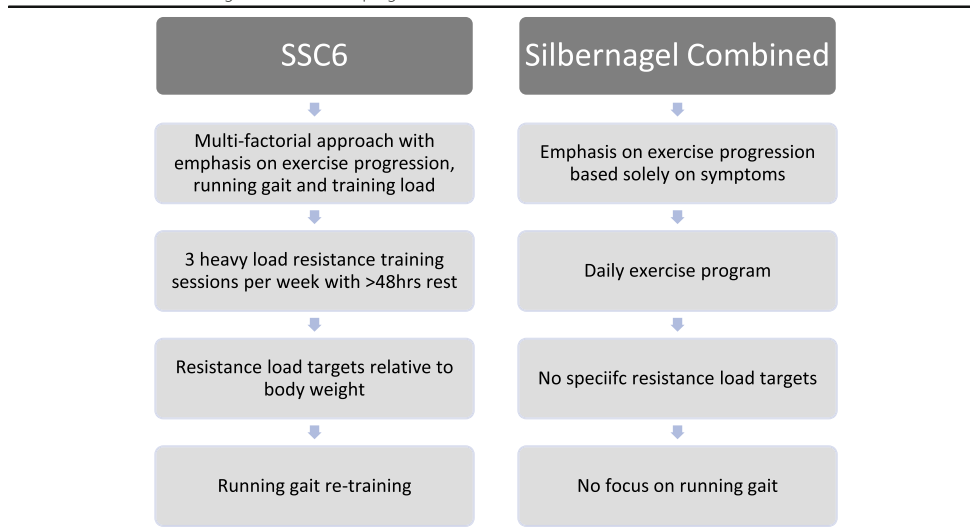 SSC6
Multi-factorial approach with
emphasis on exercise progression,
running gait and training load
3 heavy load resistance training
sessions per week with >48hrs rest
Resistance load targets relative to
body weight
Running gait re-training
Silbernagel Combined
Emphasis on exercise progression
based solely on symptoms
Daily exercise program
No speciifc resistance load targets
No focus on running gait